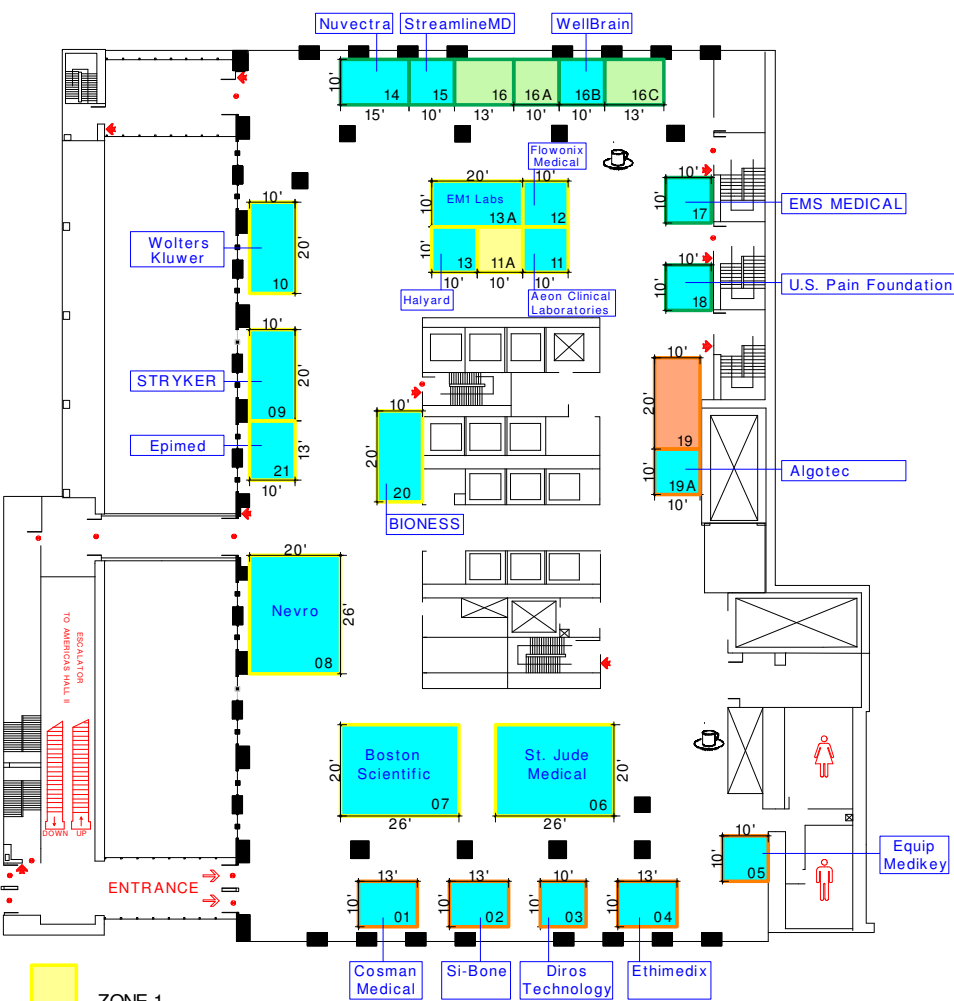 Nuvectra
StreamlineMD
WellBrain
10'
14
15
16
16A
16B
16C
15'
10'
13'
10'
10'
13'
Flowonix
Medical
20'
10'
10'
EM1 Labs
13A
12
10'
13
11A
11
10'
10'
10'
Halyard
Aeon Clinical
Laboratories
10'
10'
17
EMS MEDICAL
10'
10'
18
U.S. Pain Foundation
10'
Wolters
Kluwer
20'
10
10'
STRYKER
20'
09
Epimed
13'
21
10'
10'
20'
20
BIONESS
10'
20'
19
10'
19A
10'
Algotec
20'
Nevro
26'
08
ESCALATOR
TO AMERICAS HALL II
DOWN
UP
Boston
Scientific
20'
07
26'
St. Jude
Medical
20'
06
26'
10'
10'
05
Equip
Medikey
ENTRANCE
13'
10'
01
13'
10'
02
10'
10'
03
13'
10'
04
Cosman
Medical
Si-Bone
Diros
Technology
Ethimedix
ZONE 1